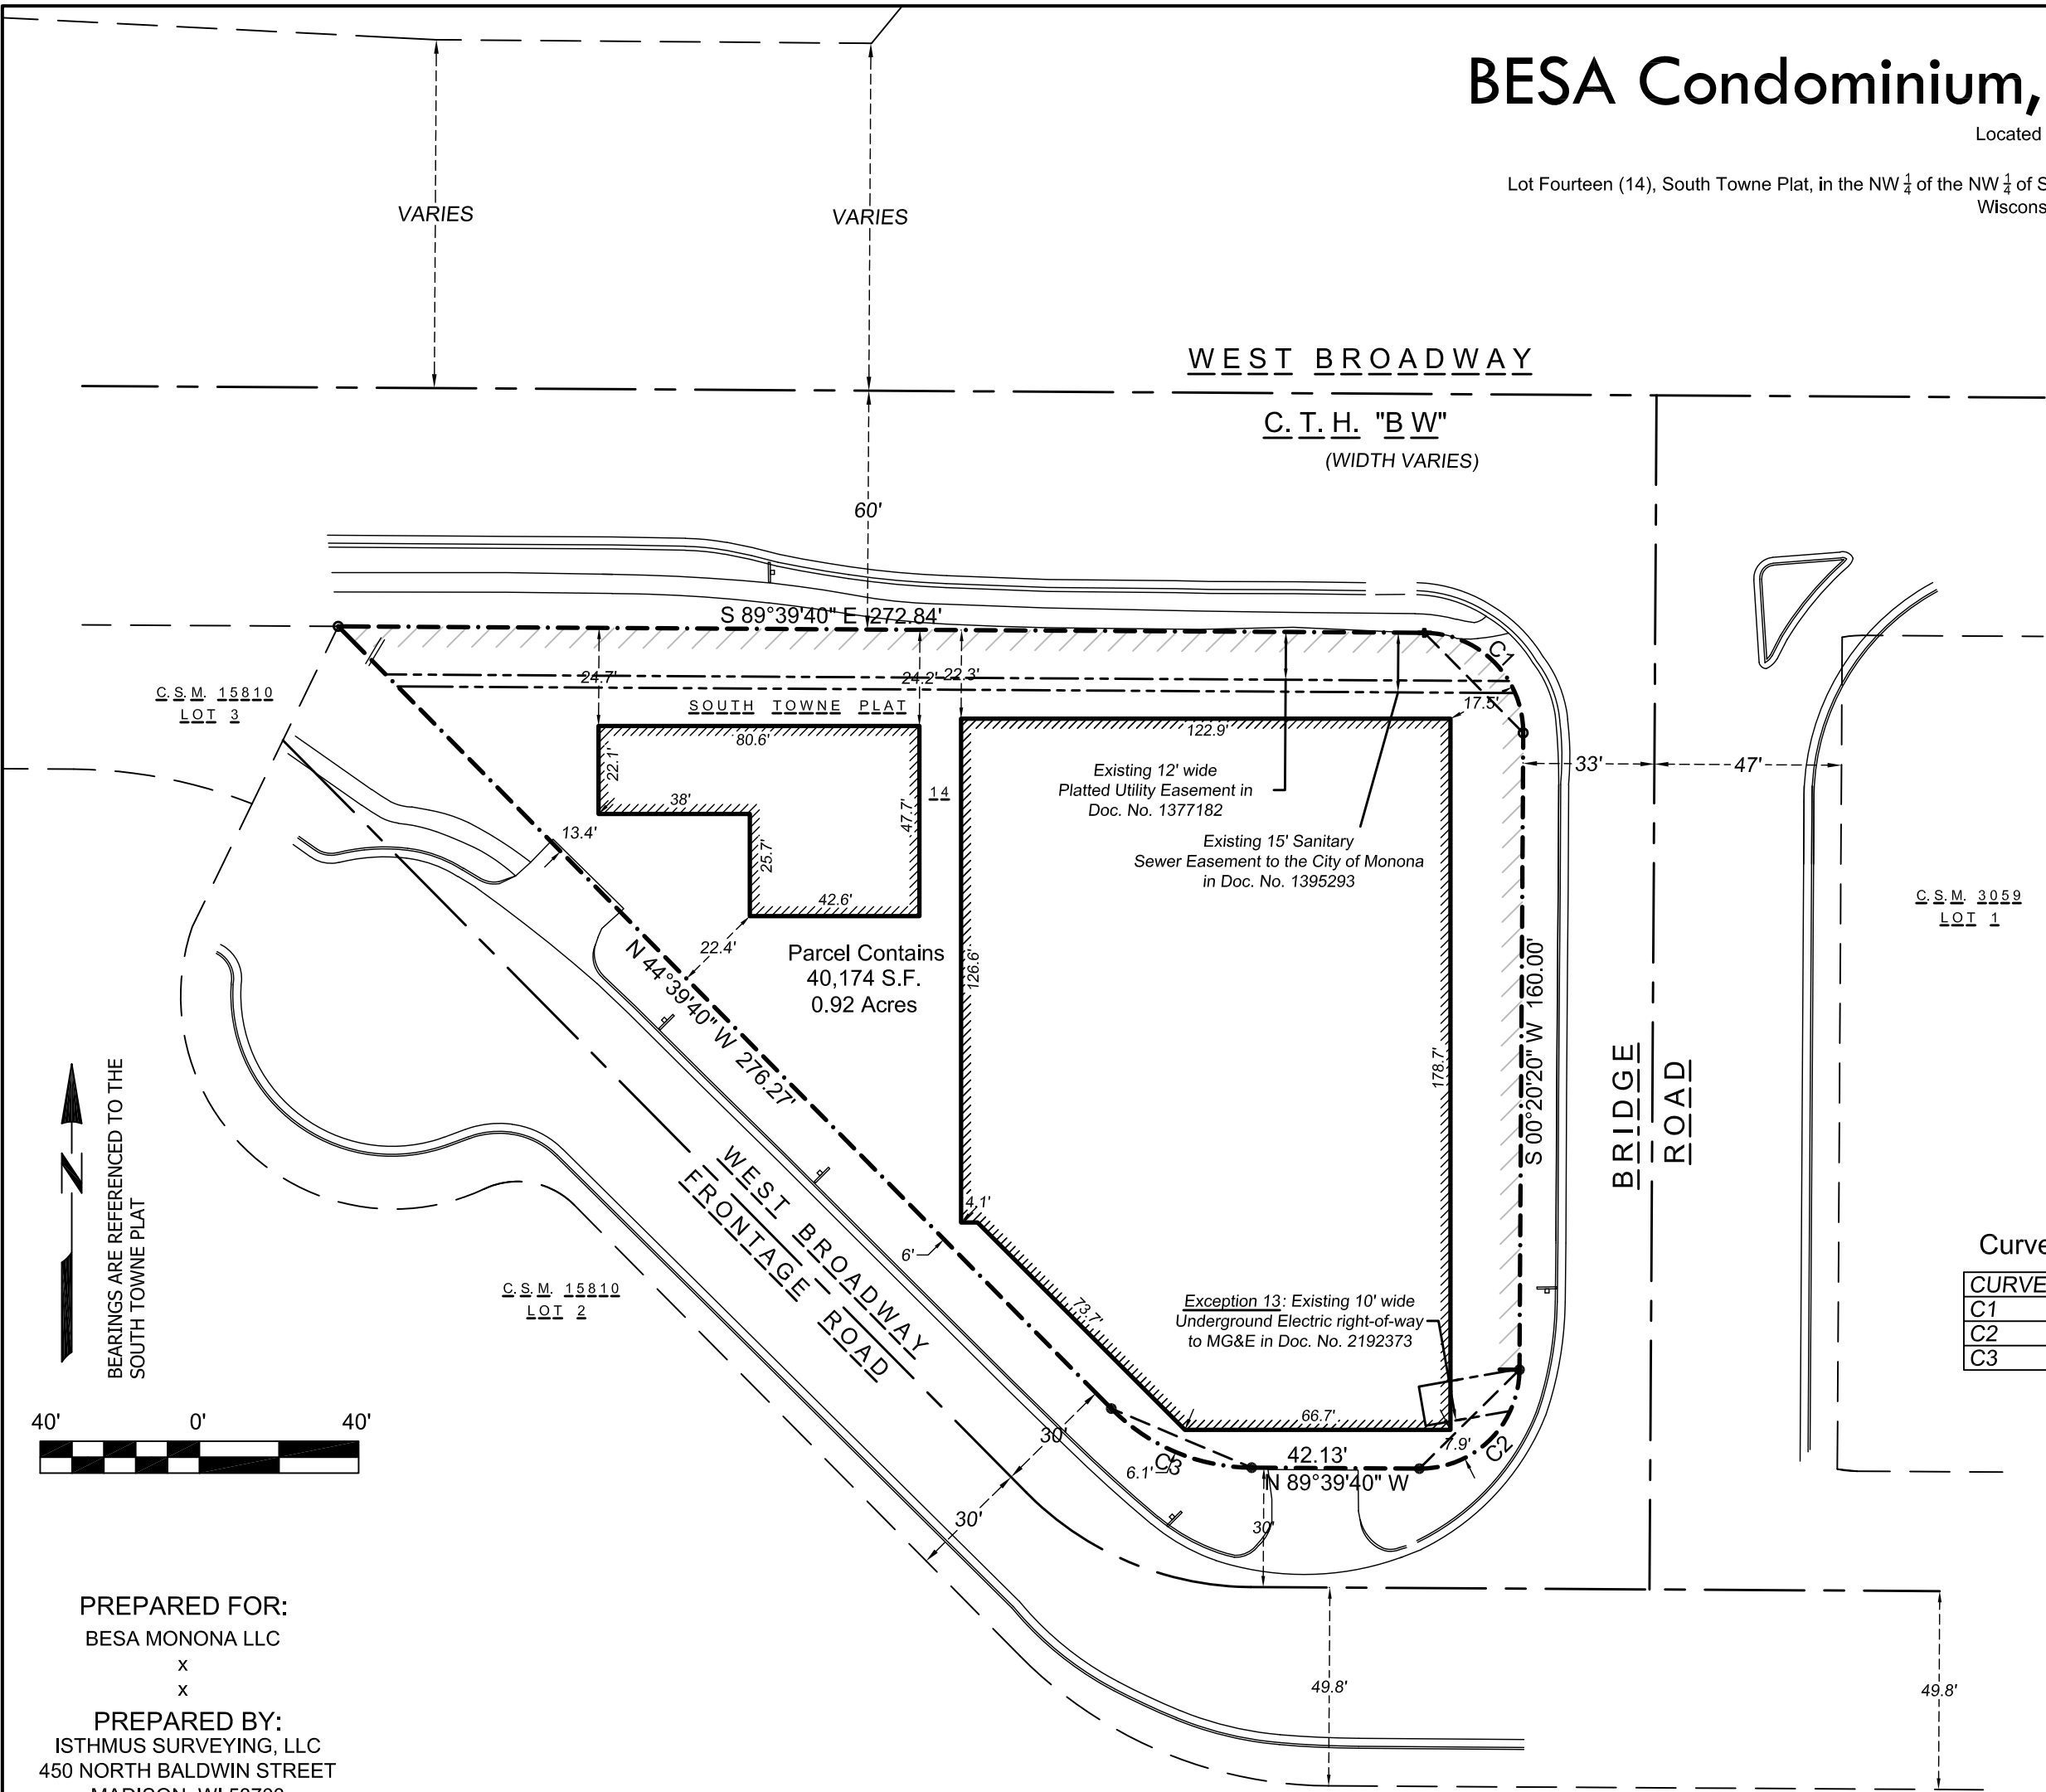 BESA Condominium,
Located
Lot Fourteen (14), South Towne Plat, in the NW 1/4 of the NW 1/4 of S
Wiscons
VARIES
VARIES
WEST BROADWAY
C. T. H. "B W"
(WIDTH VARIES)
60'
S 89°39'40" E 272.84'
C1
C. S. M. 15810
LOT 3
24.7'
24.2'
22.3'
17.5'
SOUTH TOWNE PLAT
80.6'
122.9'
33'
47'
22.1'
38'
14
47.7'
Existing 12' wide
Platted Utility Easement in
Doc. No. 1377182
13.4'
25.7'
Existing 15' Sanitary
Sewer Easement to the City of Monona
in Doc. No. 1395293
42.6'
C. S. M. 3059
LOT 1
22.4'
Parcel Contains
40,174 S.F.
0.92 Acres
126.6'
N 44°39'40" W 276.27'
S 00°20'20" W 160.00'
178.7'
BRIDGE
ROAD
BEARINGS ARE REFERENCED TO THE
SOUTH TOWNE PLAT
N
WEST BROADWAY
FRONTAGE ROAD
4.1'
6'
C. S. M. 15810
LOT 2
73.7'
Exception 13: Existing 10' wide
Underground Electric right-of-way
to MG&E in Doc. No. 2192373
Curve
CURVE
C1
C2
C3
40'
0'
40'
66.7'
30'
7.9'
C2
C3
6.1'
42.13'
N 89°39'40" W
30'
30'
PREPARED FOR:
BESA MONONA LLC
x
x
PREPARED BY:
ISTHMUS SURVEYING, LLC
450 NORTH BALDWIN STREET
49.8'
49.8'